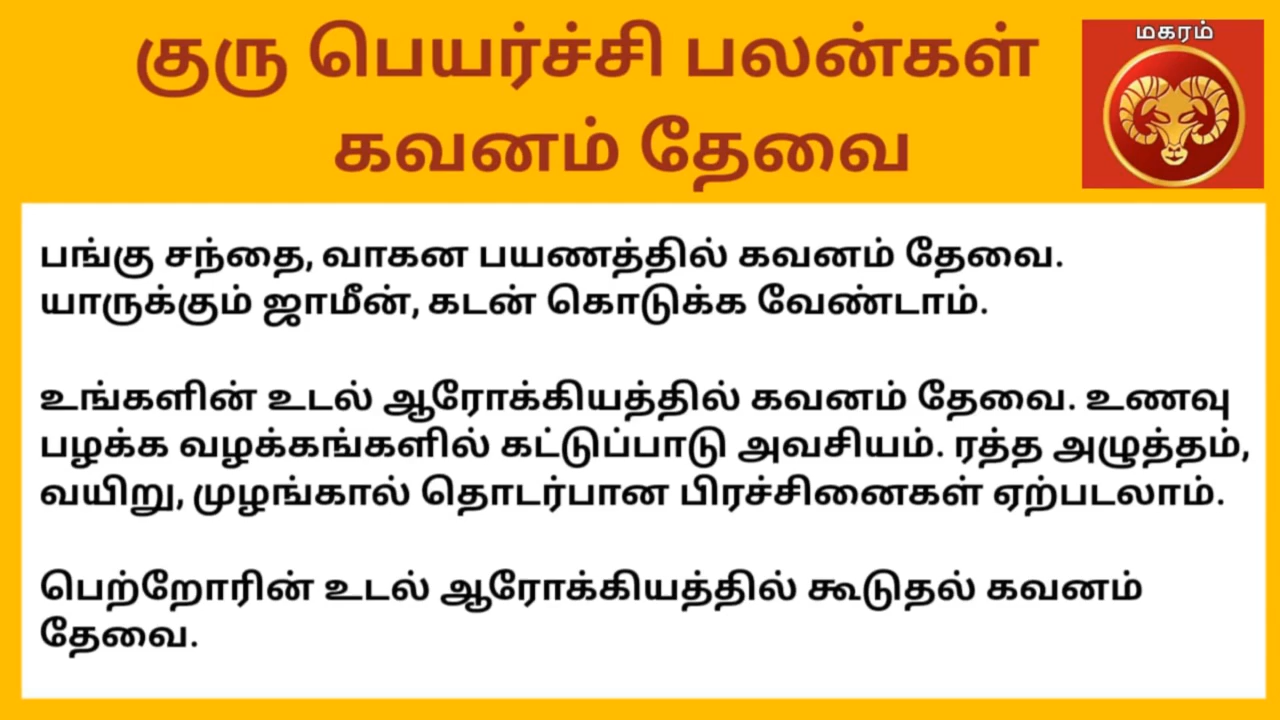 குரு பெயர்ச்சி பலன்கள்
கவனம் தேவை
மகரம்
பங்கு சந்தை, வாகன பயணத்தில் கவனம் தேவை.
யாருக்கும் ஜாமீன், கடன் கொடுக்க வேண்டாம்.
உங்களின் உடல் ஆரோக்கியத்தில் கவனம் தேவை. உணவு
பழக்க வழக்கங்களில் கட்டுப்பாடு அவசியம். ரத்த அழுத்தம்,
வயிறு, முழங்கால் தொடர்பான பிரச்சினைகள் ஏற்படலாம்.
பெற்றோரின் உடல் ஆரோக்கியத்தில் கூடுதல் கவனம்
தேவை.